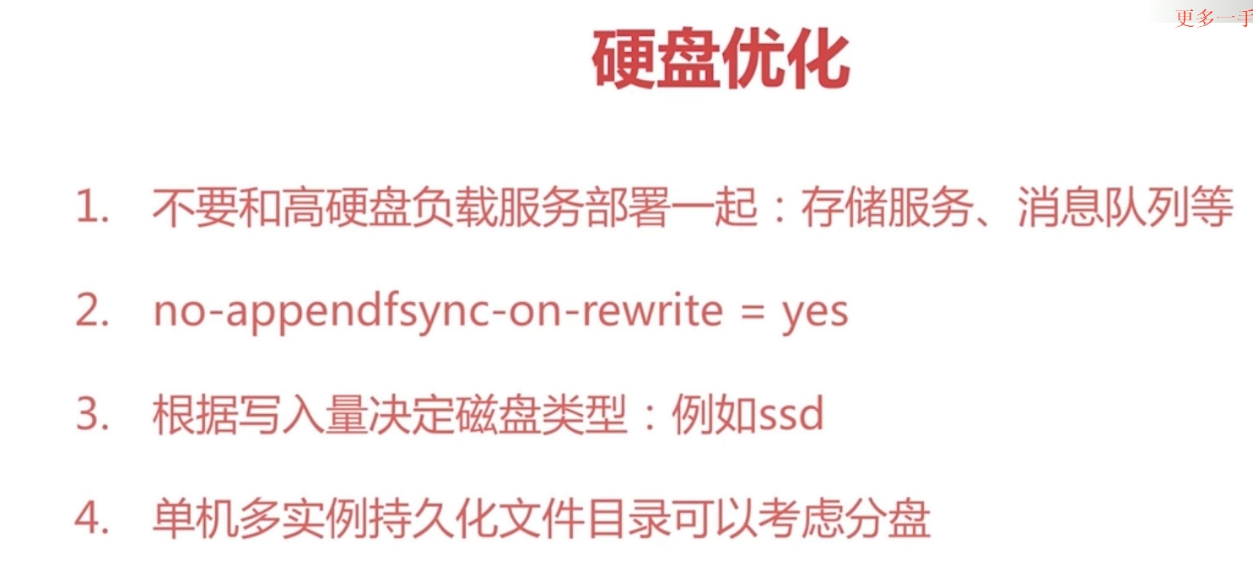 更多一手
硬盘优化
1. 不要和高硬盘负载服务部署一起：存储服务、消息队列等
2. no-appendfsync-on-rewrite = yes
3. 根据写入量决定磁盘类型：例如ssd
4. 单机多实例持久化文件目录可以考虑分盘